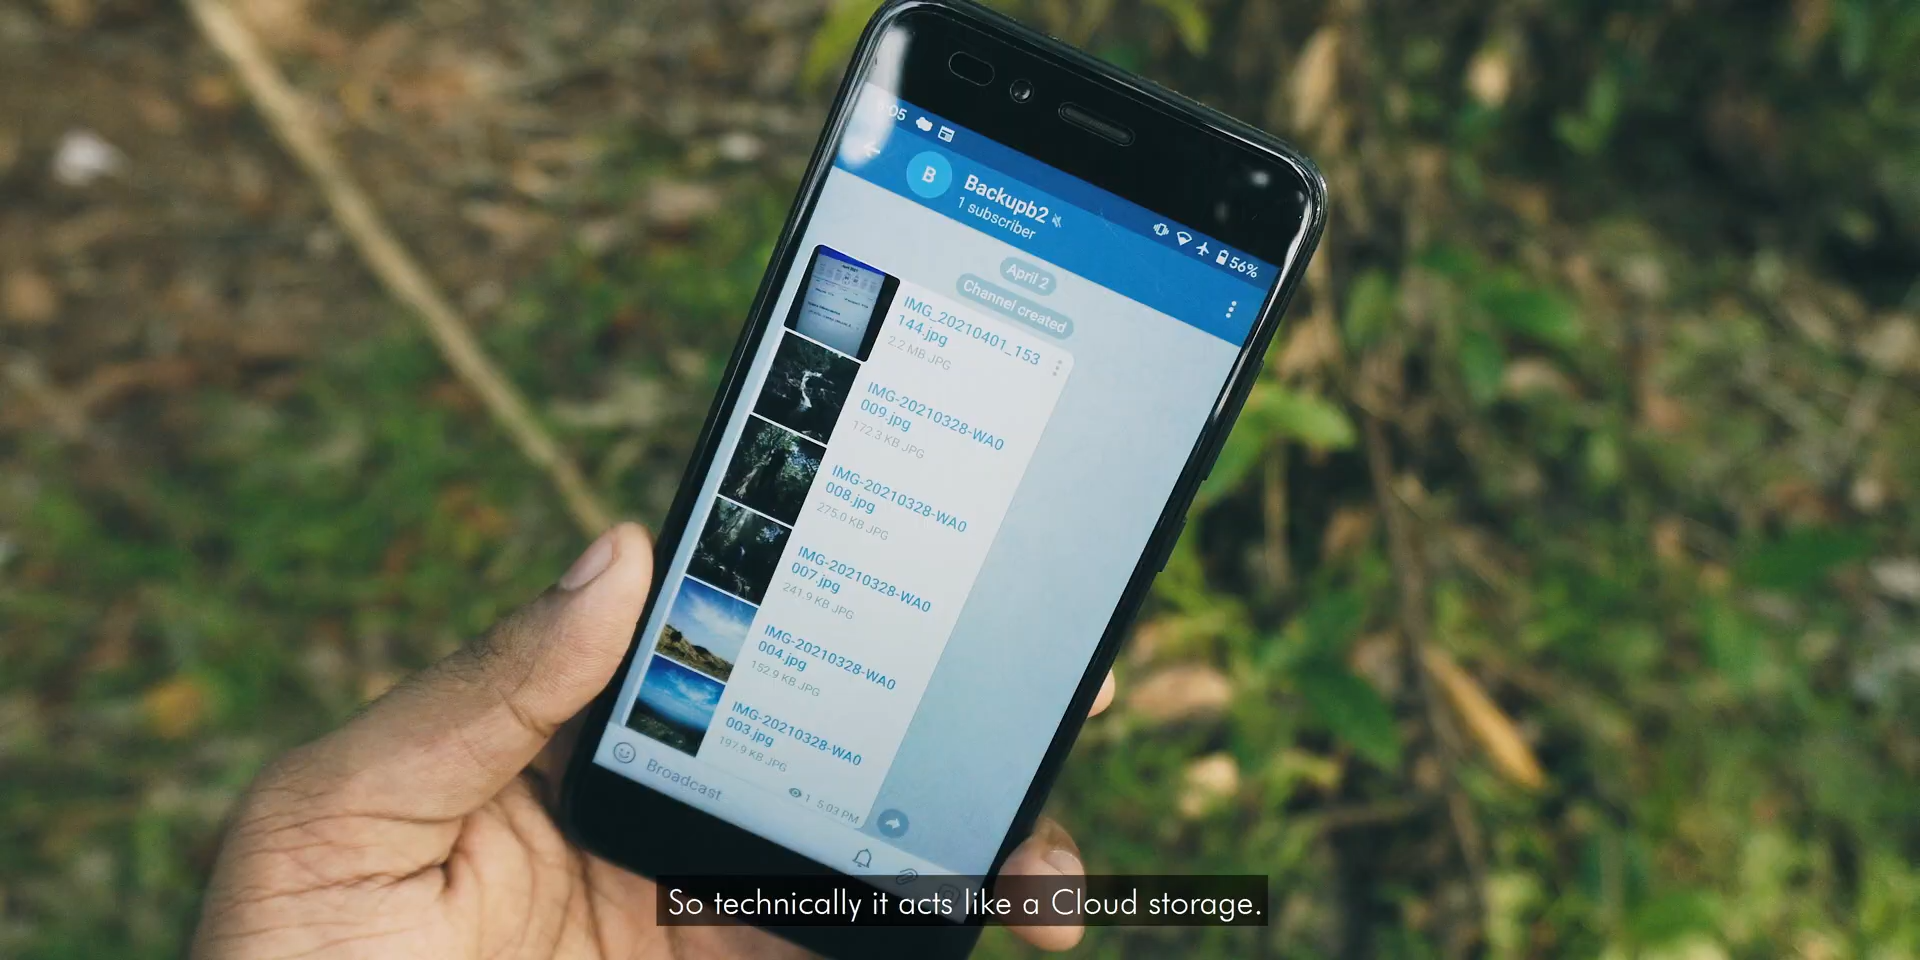 :05
56%
B
Backupb2
1 subscriber
April 2
Channel created
IMG_20210401_153
144.jpg
2.2 MB JPG
IMG-20210328-WA0
009.jpg
172.3 KB JPG
IMG-20210328-WA0
008.jpg
275.0 KB JPG
IMG-20210328-WA0
007.jpg
241.9 KB JPG
IMG-20210328-WA0
004.jpg
152.9 KB JPG
IMG-20210328-WA0
003.jpg
197.9 KB JPG
1 5:03 PM
Broadcast
So technically it acts like a Cloud storage.